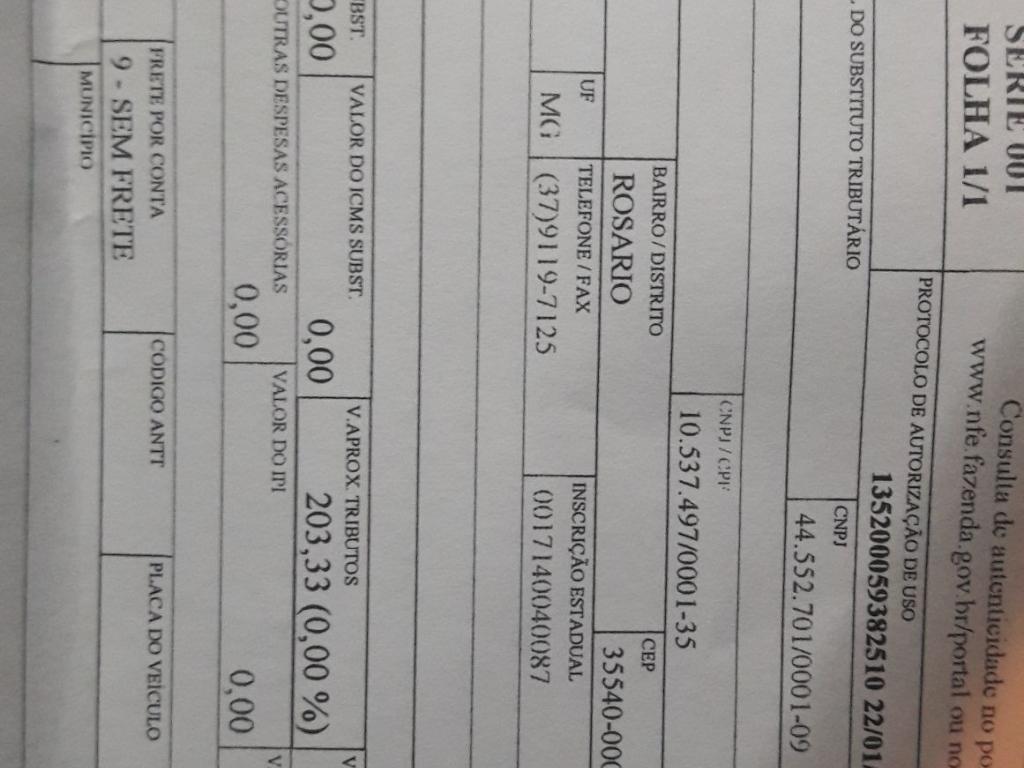 SÉRIE 001
FOLHA 1/1
Consulta de autenticidade no
www.nfe.fazenda.gov.br/portal ou
PROTOCOLO DE AUTORIZAÇÃO DE USO
135200059382510 22/01/
. DO SUBSTITUTO TRIBUTÁRIO
CNPJ
44.552.701/0001-09
CNPJ / CPF
10.537.497/0001-35
BAIRRO / DISTRITO
CEP
ROSARIO
35540-000
UF
TELEFONE / FAX
INSCRIÇÃO ESTADUAL
MG
(37)9119-7125
0017140040087
VALOR DO ICMS SUBST.
V.APROX. TRIBUTOS
0,00
0,00
203,33 (0,00 %)
OUTRAS DESPESAS ACESSÓRIAS
VALOR DO IPI
0,00
0,00
FRETE POR CONTA
CÓDIGO ANTT
PLACA DO VEÍCULO
9 - SEM FRETE
MUNICÍPIO